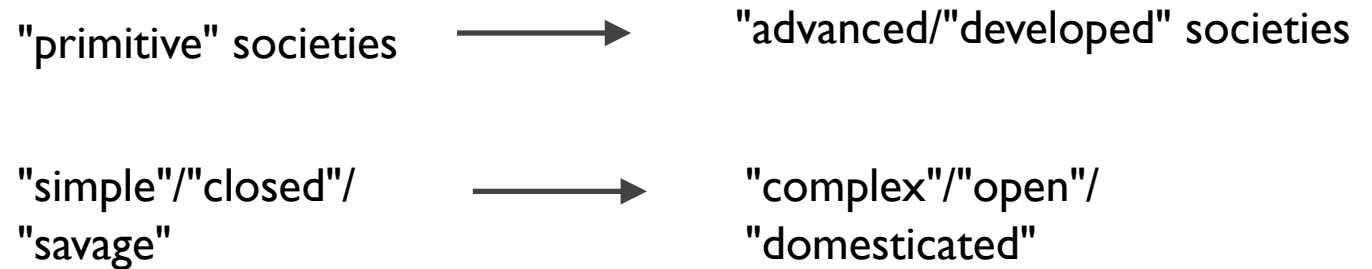 "primitive" societies
"advanced/"developed" societies
"simple"/"closed"/
"savage"
"complex"/"open"/
"domesticated"